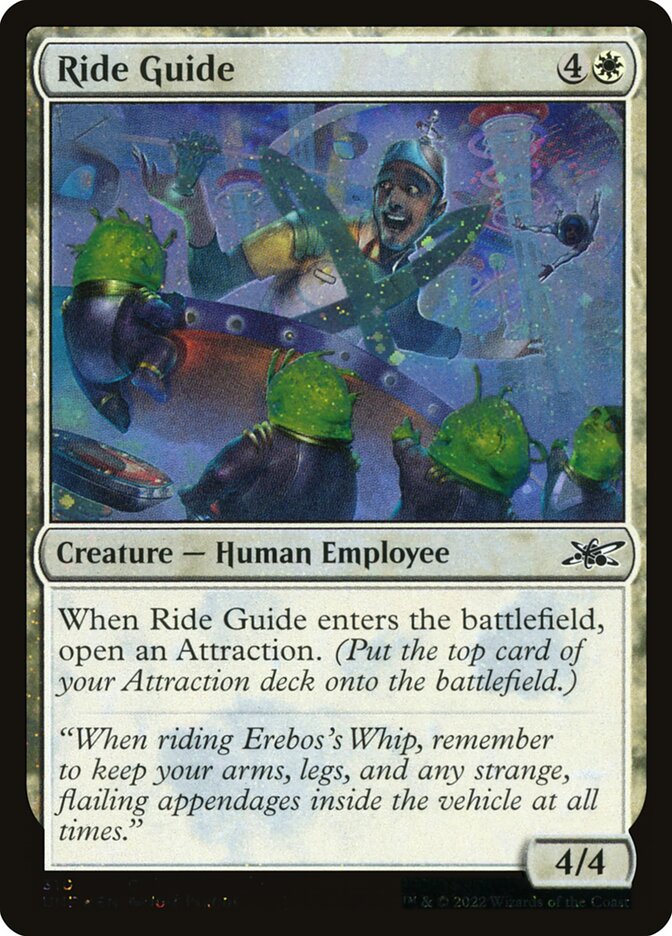 Ride Guide 4
Creature — Human Employee
When Ride Guide enters the battlefield,
open an Attraction. (Put the top card of
your Attraction deck onto the battlefield.)
“When riding Erebos’s Whip, remember
to keep your arms, legs, and any strange,
flailing appendages inside the vehicle at all
times.”
4/4
™ & © 2022 Wizards of the Coast